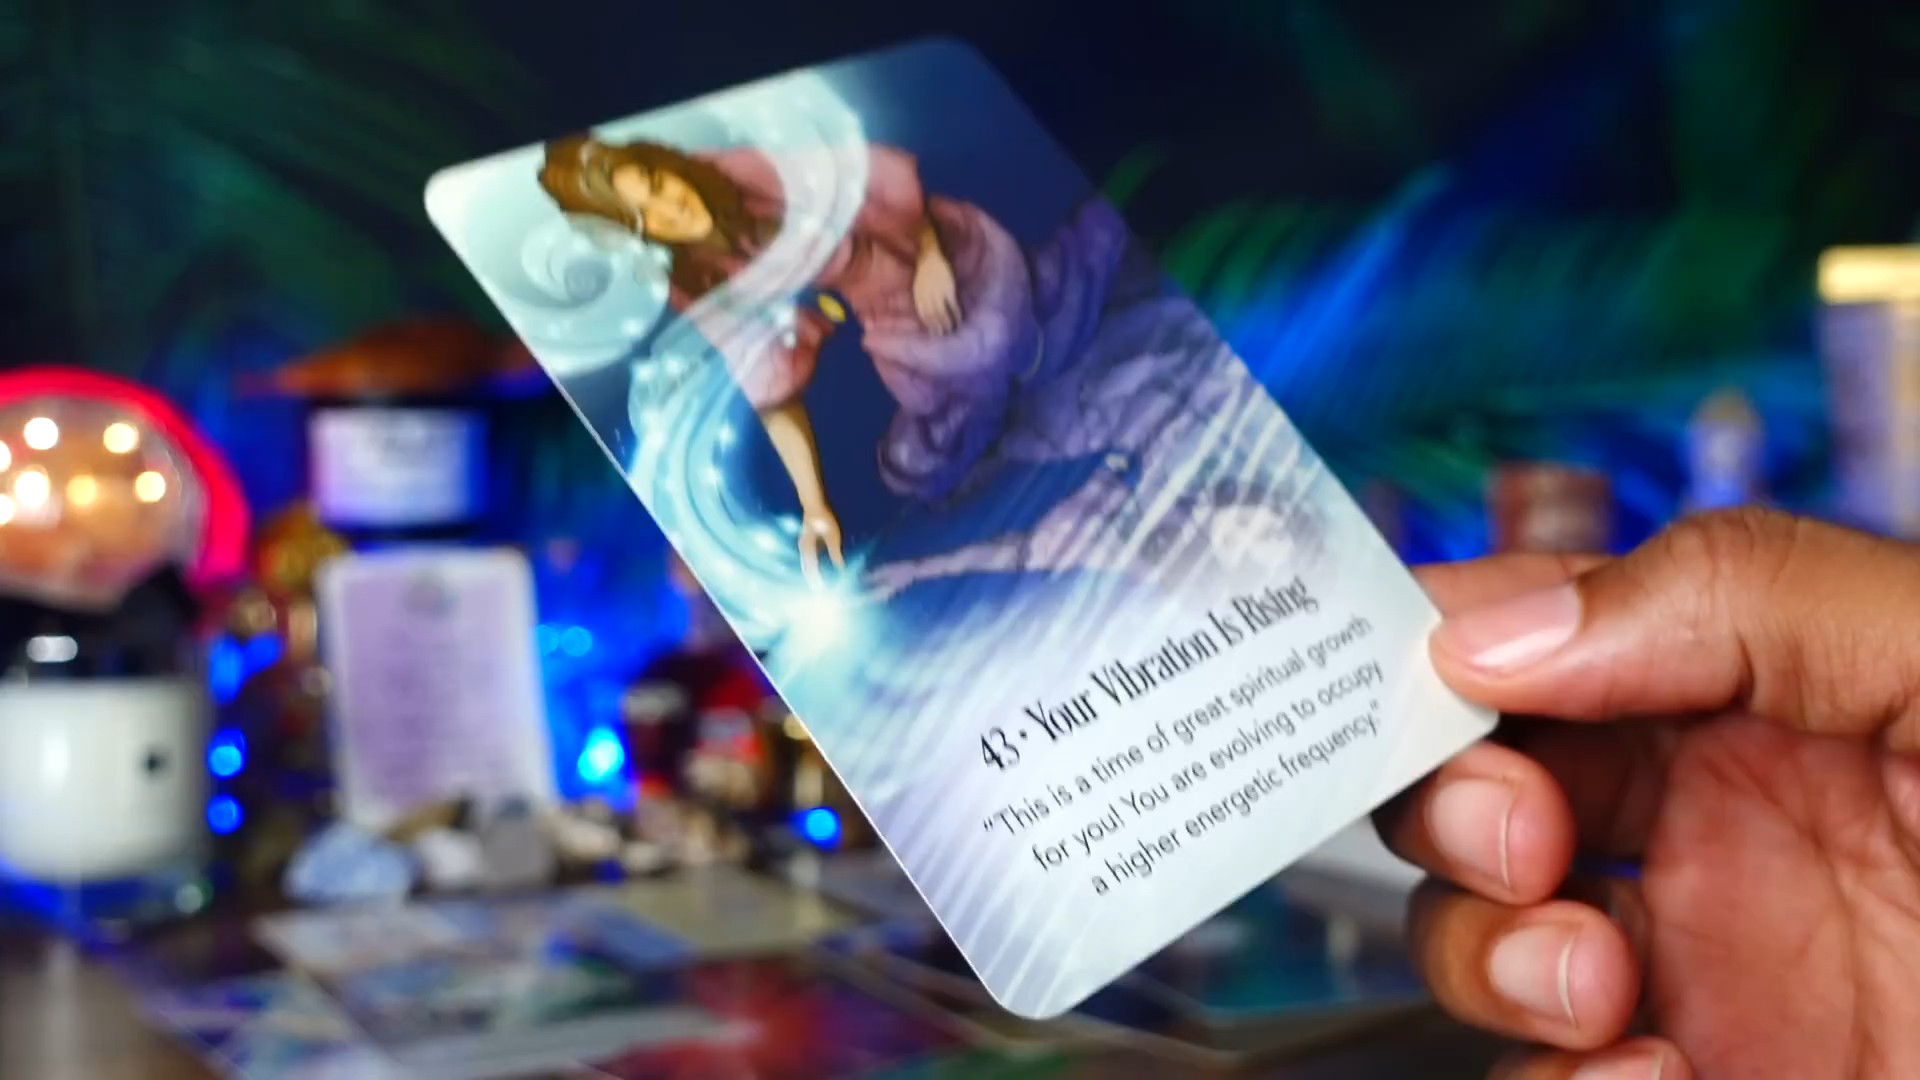 43 • Your Vibration Is Rising
“This is a time of great spiritual growth
for you! You are evolving to occupy
a higher energetic frequency.”